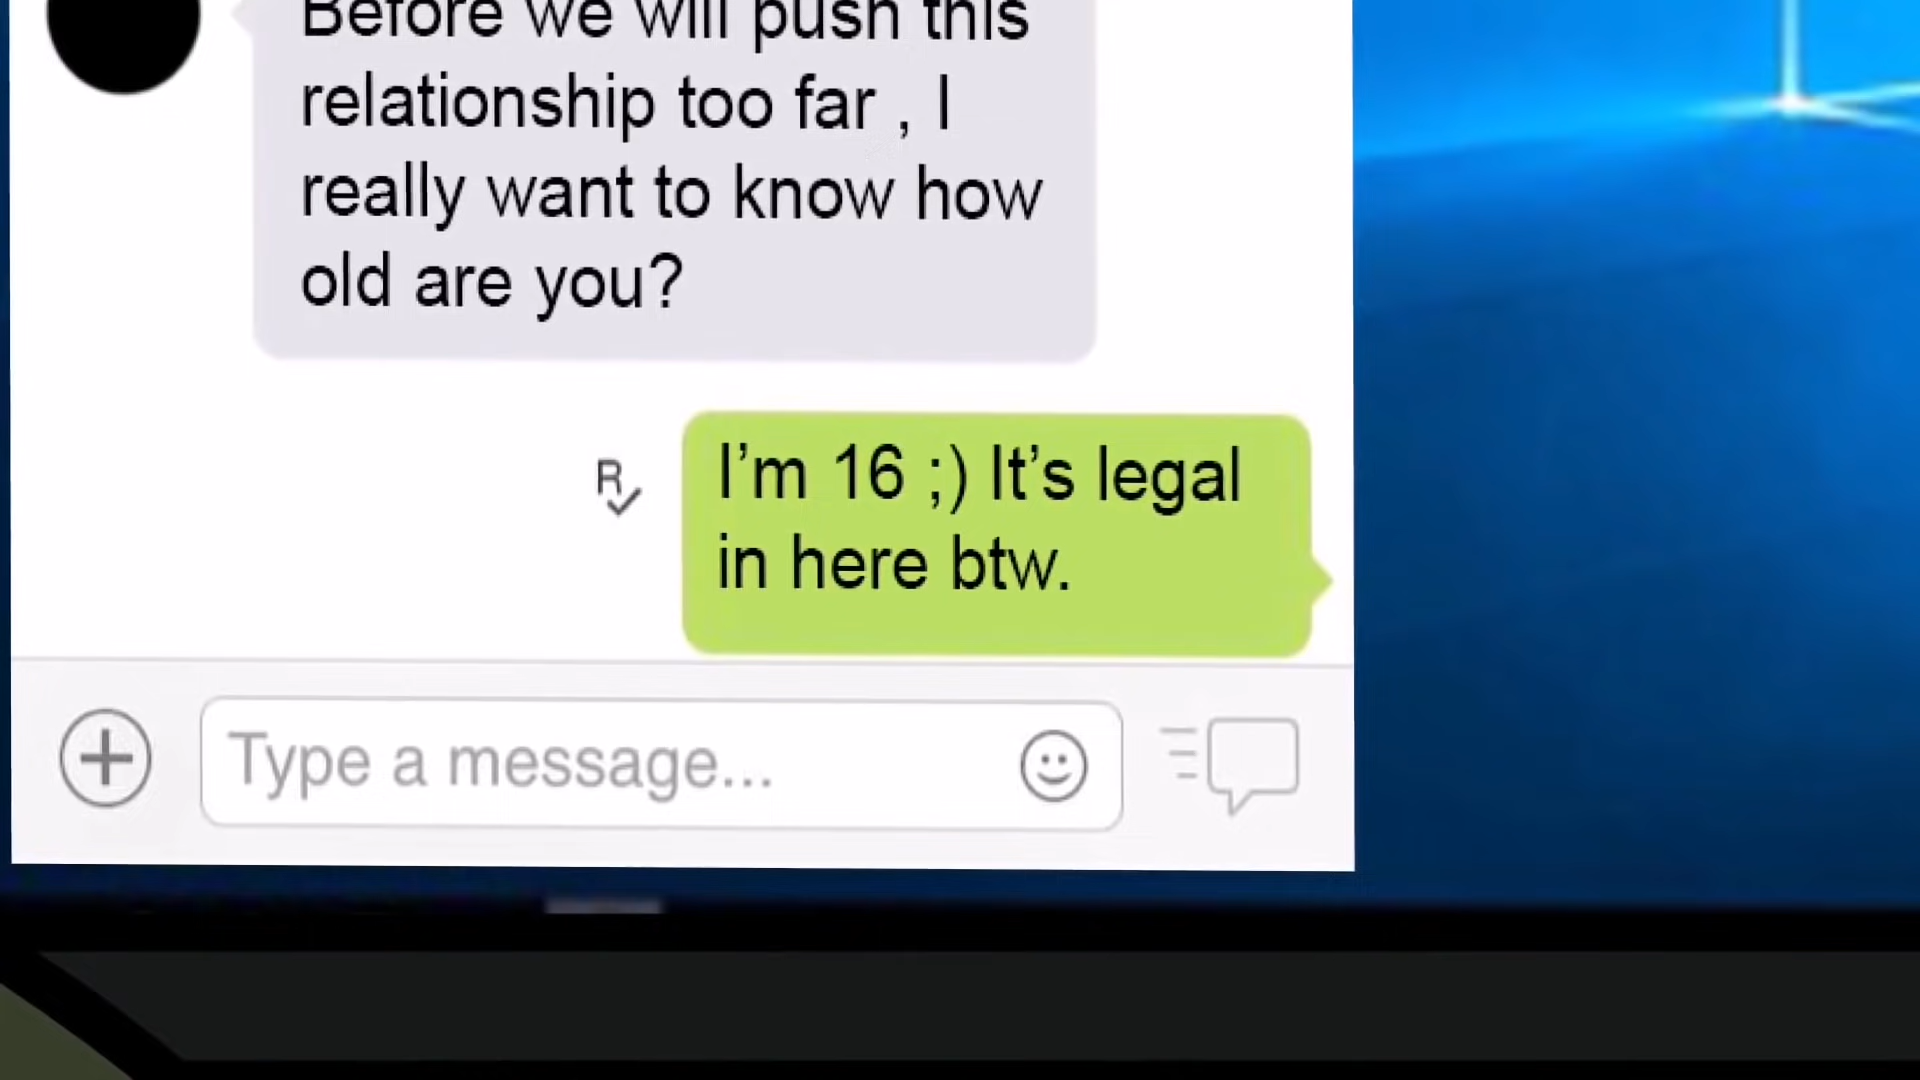 Before we will push this
relationship too far , I
really want to know how
old are you?
R
I'm 16 ;) It's legal
in here btw.
Type a message...